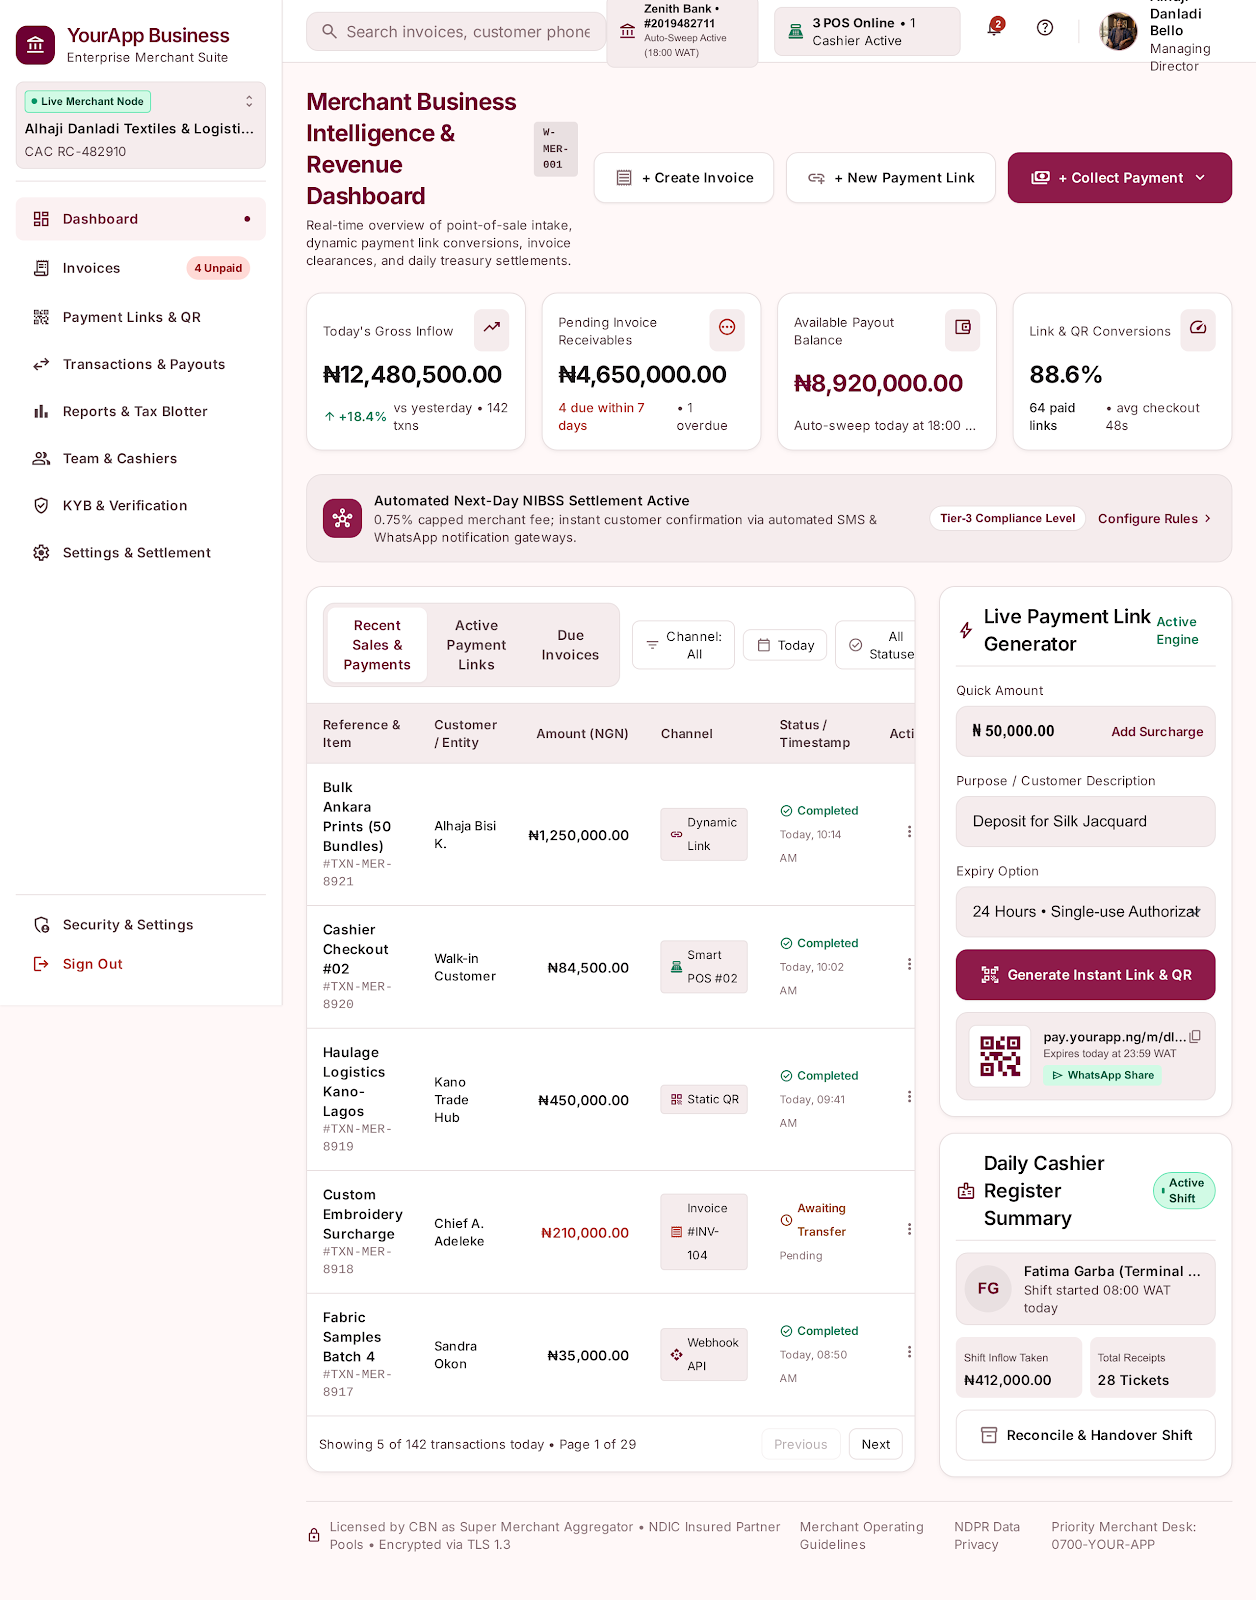 YourApp Business
Enterprise Merchant Suite
Live Merchant Node
Alhaji Danladi Textiles & Logisti...
CAC RC-482910
Dashboard
Invoices
4 Unpaid
Payment Links & QR
Transactions & Payouts
Reports & Tax Blotter
Team & Cashiers
KYB & Verification
Settings & Settlement
Security & Settings
Sign Out
Search invoices, customer phone
Zenith Bank •
#2019482711
Auto-Sweep Active
(18:00 WAT)
3 POS Online • 1
Cashier Active
2
Alhaji
Danladi
Bello
Managing
Director
Merchant Business
Intelligence &
Revenue
Dashboard
W-
MER-
001
Real-time overview of point-of-sale intake,
dynamic payment link conversions, invoice
clearances, and daily treasury settlements.
+ Create Invoice
+ New Payment Link
+ Collect Payment
Today's Gross Inflow
₦12,480,500.00
+18.4%
vs yesterday • 142
txns
Pending Invoice
Receivables
₦4,650,000.00
4 due within 7
days
• 1
overdue
Available Payout
Balance
₦8,920,000.00
Auto-sweep today at 18:00 ...
Link & QR Conversions
88.6%
64 paid
links
• avg checkout
48s
Automated Next-Day NIBSS Settlement Active
0.75% capped merchant fee; instant customer confirmation via automated SMS &
WhatsApp notification gateways.
Tier-3 Compliance Level
Configure Rules
Recent
Sales &
Payments
Active
Payment
Links
Due
Invoices
Channel:
All
Today
All
Statuse
Reference &
Item
Customer
/ Entity
Amount (NGN)
Channel
Status /
Timestamp
Acti
Bulk
Ankara
Prints (50
Bundles)
#TXN-MER-
8921
Alhaja Bisi
K.
₦1,250,000.00
Dynamic
Link
Completed
Today, 10:14
AM
Cashier
Checkout
#02
#TXN-MER-
8920
Walk-in
Customer
₦84,500.00
Smart
POS #02
Completed
Today, 10:02
AM
Haulage
Logistics
Kano-
Lagos
#TXN-MER-
8919
Kano
Trade
Hub
₦450,000.00
Static QR
Completed
Today, 09:41
AM
Custom
Embroidery
Surcharge
#TXN-MER-
8918
Chief A.
Adeleke
₦210,000.00
Invoice
#INV-
104
Awaiting
Transfer
Pending
Fabric
Samples
Batch 4
#TXN-MER-
8917
Sandra
Okon
₦35,000.00
Webhook
API
Completed
Today, 08:50
AM
Showing 5 of 142 transactions today • Page 1 of 29
Previous
Next
Live Payment Link
Generator
Active
Engine
Quick Amount
₦ 50,000.00
Add Surcharge
Purpose / Customer Description
Deposit for Silk Jacquard
Expiry Option
24 Hours • Single-use Authorizat
Generate Instant Link & QR
pay.yourapp.ng/m/dl...
Expires today at 23:59 WAT
WhatsApp Share
Daily Cashier
Register
Summary
Active
Shift
FG
Fatima Garba (Terminal ...
Shift started 08:00 WAT
today
Shift Inflow Taken
₦412,000.00
Total Receipts
28 Tickets
Reconcile & Handover Shift
Licensed by CBN as Super Merchant Aggregator • NDIC Insured Partner
Pools • Encrypted via TLS 1.3
Merchant Operating
Guidelines
NDPR Data
Privacy
Priority Merchant Desk:
0700-YOUR-APP